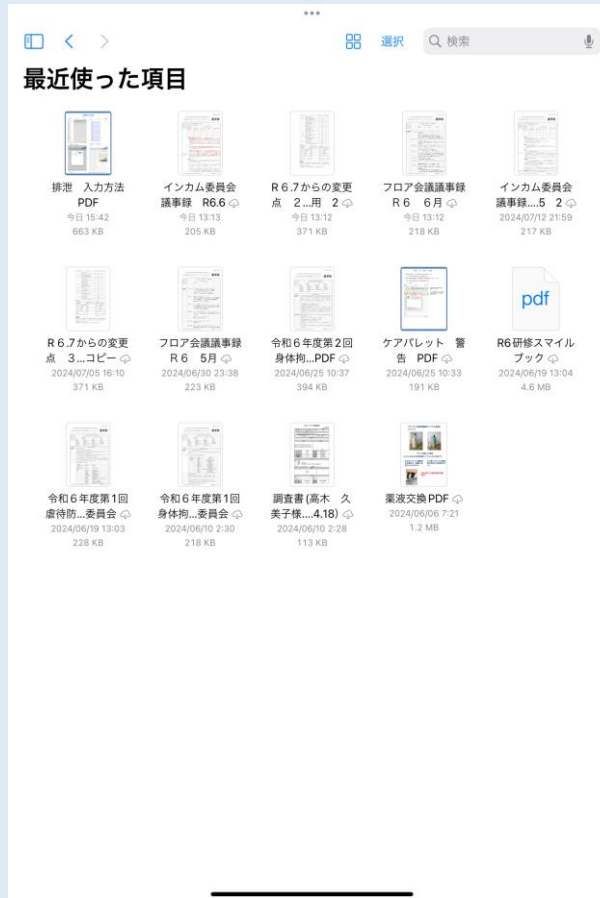 選択
検索
最近使った項目
排泄 入力方法
PDF
今日 15:42
663 KB
インカム委員会
議事録 R6.6
今日 13:13
205 KB
R６.7からの変更
点 ２...用 ２
今日 13:12
371 KB
フロア会議議事録
R６ 6月
今日 13:12
218 KB
インカム委員会
議事録....5 2
2024/07/12 21:59
217 KB
R６.7からの変更
点 ３...コピー
2024/07/05 16:10
371 KB
フロア会議議事録
R６ 5月
2024/06/30 23:38
223 KB
令和６年度第２回
身体拘...PDF
2024/06/25 10:37
394 KB
ケアパレット 警
告 PDF
2024/06/25 10:33
191 KB
pdf
R6研修スマイル
ブック
2024/06/19 13:04
4.6 MB
令和６年度第1回
虐待防...委員会
2024/06/19 13:03
228 KB
令和６年度第1回
身体拘...委員会
2024/06/10 2:30
218 KB
調査書(高木 久
美子様....4.18)
2024/06/10 2:28
113 KB
薬液交換PDF
2024/06/06 7:21
1.2 MB